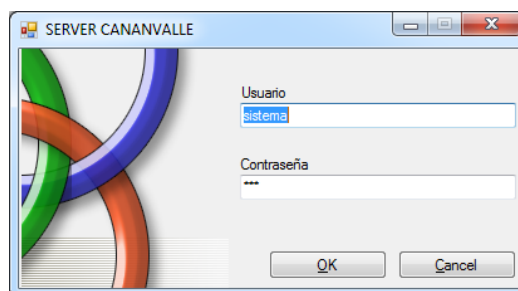 SERVER CANANVALLE
Usuario
sistema
Contraseña
***
OK
Cancel